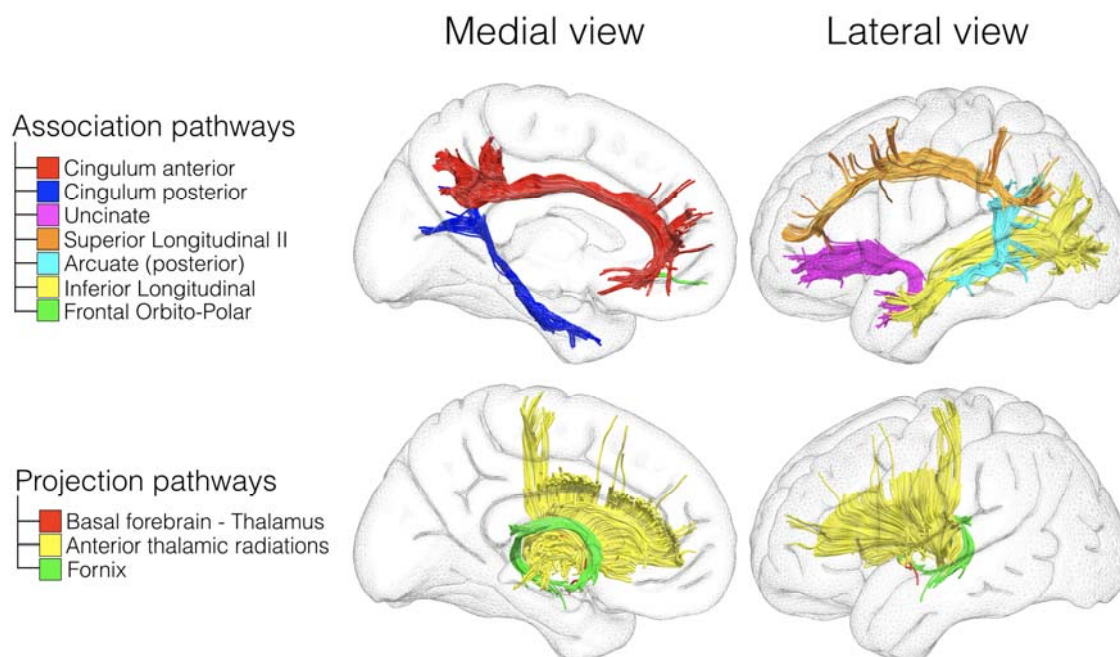 Medial view
Lateral view
Association pathways
Cingulum anterior
Cingulum posterior
Uncinate
Superior Longitudinal II
Arcuate (posterior)
Inferior Longitudinal
Frontal Orbito-Polar
Projection pathways
Basal forebrain - Thalamus
Anterior thalamic radiations
Fornix